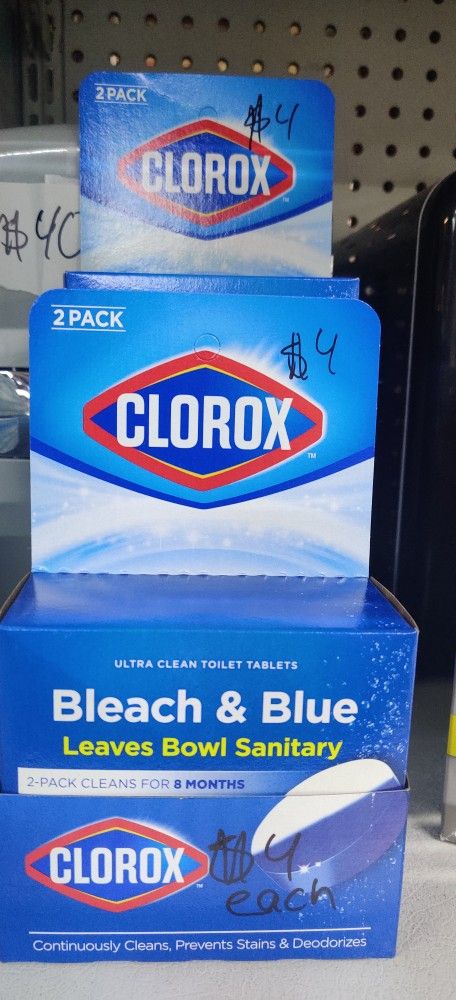 2 PACK
$4
CLOROX
$40
2 PACK
$4
CLOROX
TM
ULTRA CLEAN TOILET TABLETS
Bleach & Blue
Leaves Bowl Sanitary
2-PACK CLEANS FOR 8 MONTHS
CLOROX
$4
each
Continuously Cleans, Prevents Stains & Deodorizes